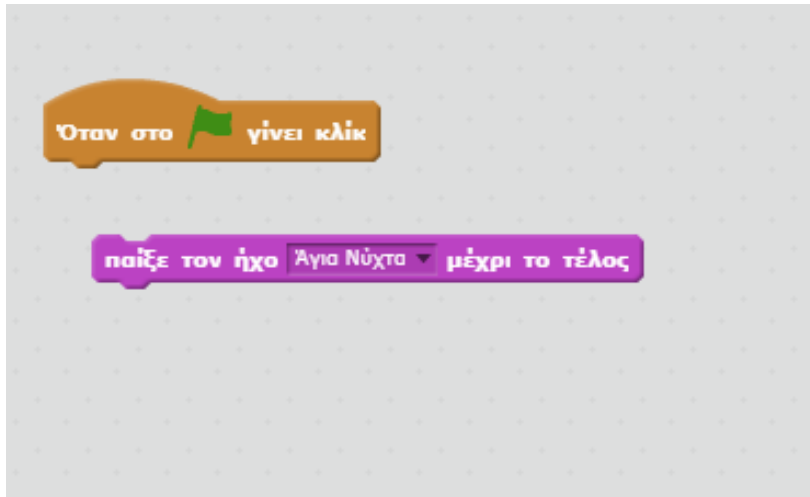 Όταν στο γίνει κλίκ
παίξε τον ήχο Άγια Νύχτα μέχρι το τέλος